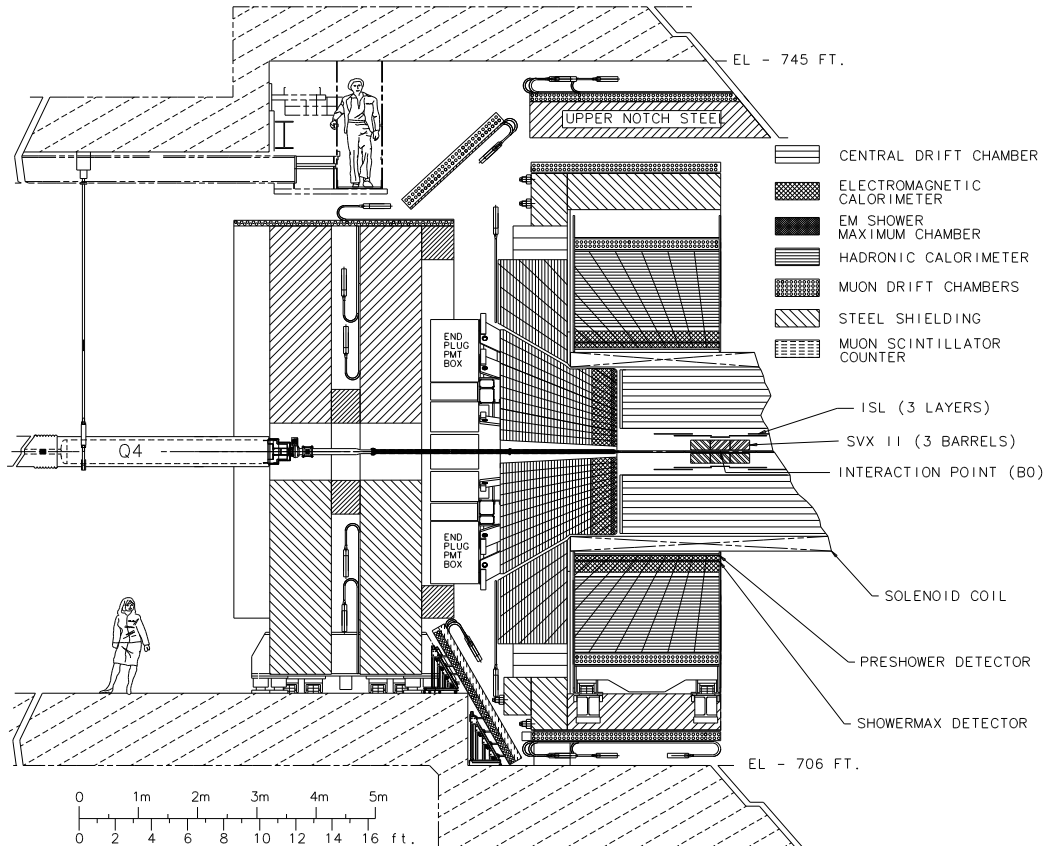 EL - 745 FT.
UPPER NOTCH STEEL
CENTRAL DRIFT CHAMBER
ELECTROMAGNETIC
CALORIMETER
EM SHOWER
MAXIMUM CHAMBER
HADRONIC CALORIMETER
MUON DRIFT CHAMBERS
STEEL SHIELDING
MUON SCINTILLATOR
COUNTER
END
PLUG
PMT
BOX
ISL (3 LAYERS)
SVX II (3 BARRELS)
INTERACTION POINT (B0)
Q4
END
PLUG
PMT
BOX
SOLENOID COIL
PRESHOWER DETECTOR
SHOWERMAX DETECTOR
EL - 706 FT.
0 1m 2m 3m 4m 5m
0 2 4 6 8 10 12 14 16 ft.